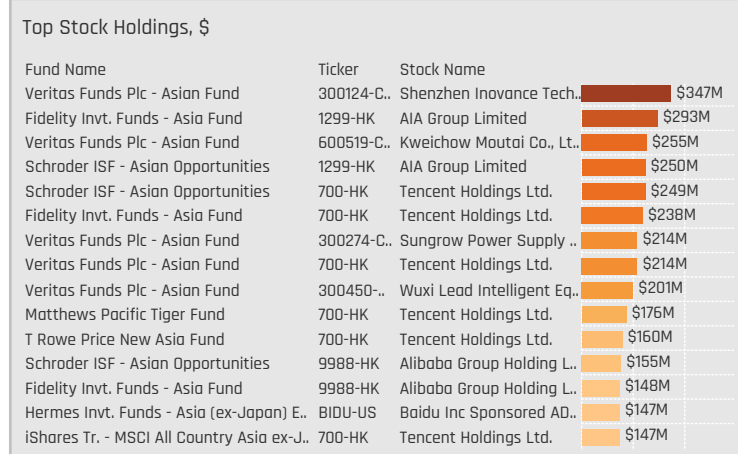 Top Stock Holdings, $
Fund Name Ticker Stock Name
Veritas Funds Plc - Asian Fund 300124-C.. Shenzhen Inovance Tech.. $347M
Fidelity Invt. Funds - Asia Fund 1299-HK AIA Group Limited $293M
Veritas Funds Plc - Asian Fund 600519-C.. Kweichow Moutai Co., Lt.. $255M
Schroder ISF - Asian Opportunities 1299-HK AIA Group Limited $250M
Schroder ISF - Asian Opportunities 700-HK Tencent Holdings Ltd. $249M
Fidelity Invt. Funds - Asia Fund 700-HK Tencent Holdings Ltd. $238M
Veritas Funds Plc - Asian Fund 300274-C.. Sungrow Power Supply .. $214M
Veritas Funds Plc - Asian Fund 700-HK Tencent Holdings Ltd. $214M
Veritas Funds Plc - Asian Fund 300450-.. Wuxi Lead Intelligent Eq.. $201M
Matthews Pacific Tiger Fund 700-HK Tencent Holdings Ltd. $176M
T Rowe Price New Asia Fund 700-HK Tencent Holdings Ltd. $160M
Schroder ISF - Asian Opportunities 9988-HK Alibaba Group Holding L.. $155M
Fidelity Invt. Funds - Asia Fund 9988-HK Alibaba Group Holding L.. $148M
Hermes Invt. Funds - Asia (ex-Japan) E.. BIDU-US Baidu Inc Sponsored AD.. $147M
iShares Tr. - MSCI All Country Asia ex-J.. 700-HK Tencent Holdings Ltd. $147M